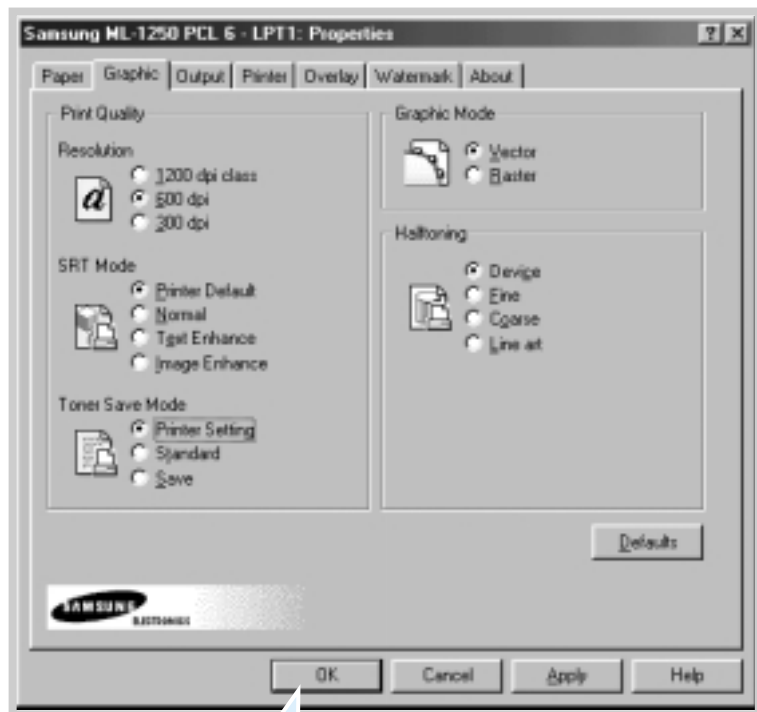 Samsung ML-1250 PCL 6 - LPT1: Properties
Paper Graphic Output Printer Overlay Watermark About
Print Quality
Resolution
1200 dpi class
600 dpi
300 dpi
SRT Mode
Printer Default
Normal
Text Enhance
Image Enhance
Toner Save Mode
Printer Setting
Standard
Save
Graphic Mode
Vector
Raster
Halftoning
Device
Fine
Coarse
Line art
Defaults
SAMSUNG
ELECTRONICS
OK Cancel Apply Help